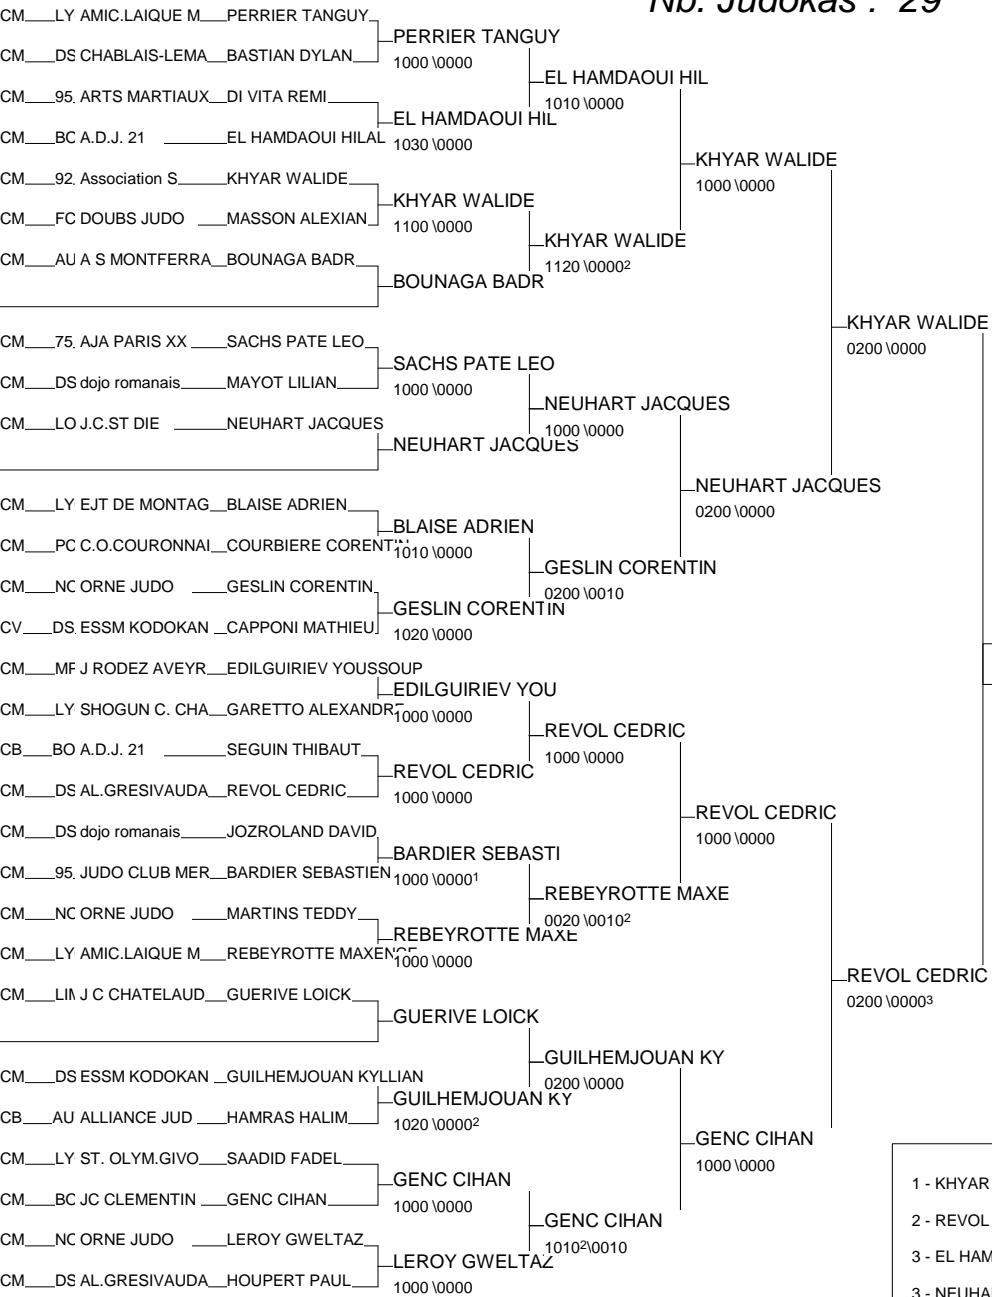 Nb. Judokas : 29
CM LY AMIC.LAIQUE M PERRIER TANGUY
PERRIER TANGUY
CM DS CHABLAIS-LEMA BASTIAN DYLAN
1000 \0000
EL HAMDAOUI HIL
CM 95 ARTS MARTIAUX DI VITA REMI
1010 \0000
EL HAMDAOUI HIL
CM BO A.D.J. 21 EL HAMDAOUI HILAL
1030 \0000
KHYAR WALIDE
CM 92 Association S KHYAR WALIDE
1000 \0000
KHYAR WALIDE
CM FC DOUBS JUDO MASSON ALEXIAN
1100 \0000
KHYAR WALIDE
CM AU A S MONTFERRA BOUNAGA BADR
1120 \0000²
BOUNAGA BADR
KHYAR WALIDE
CM 75 AJA PARIS XX SACHS PATE LEO
0200 \0000
SACHS PATE LEO
CM DS dojo romanais MAYOT LILIAN
1000 \0000
NEUHART JACQUES
CM LO J.C.ST DIE NEUHART JACQUES
1000 \0000
NEUHART JACQUES
NEUHART JACQUES
CM LY EJT DE MONTAG BLAISE ADRIEN
0200 \0000
BLAISE ADRIEN
CM PC C.O.COURONNAI COURBIERE CORENTIN
1010 \0000
GESLIN CORENTIN
CM NO ORNE JUDO GESLIN CORENTIN
0200 \0010
GESLIN CORENTIN
CV DS ESSM KODOKAN CAPPONI MATHIEU
1020 \0000
CM MP J RODEZ AVEYR EDILGUIRIEV YOUSSOUP
EDILGUIRIEV YOU
CM LY SHOGUN C. CHA GARETTO ALEXANDRE
1000 \0000
REVOL CEDRIC
CB BO A.D.J. 21 SEGUIN THIBAUT
1000 \0000
REVOL CEDRIC
CM DS AL.GRESIVAUDA REVOL CEDRIC
1000 \0000
REVOL CEDRIC
CM DS dojo romanais JOZROLAND DAVID
1000 \0000
BARDIER SEBASTI
CM 95 JUDO CLUB MER BARDIER SEBASTIEN
1000 \0000¹
REBEYROTTE MAXE
CM NO ORNE JUDO MARTINS TEDDY
0020 \0010²
REBEYROTTE MAXE
CM LY AMIC.LAIQUE M REBEYROTTE MAXENCE
1000 \0000
REVOL CEDRIC
CM LIM J C CHATELAUD GUERIVE LOICK
0200 \0000³
GUERIVE LOICK
GUILHEMJOUAN KY
CM DS ESSM KODOKAN GUILHEMJOUAN KYLLIAN
0200 \0000
GUILHEMJOUAN KY
CB AU ALLIANCE JUD HAMRAS HALIM
1020 \0000²
GENC CIHAN
CM LY ST. OLYM.GIVO SAADID FADEL
1000 \0000
GENC CIHAN
1 - KHYAR
CM BO JC CLEMENTIN GENC CIHAN
1000 \0000
GENC CIHAN
2 - REVOL
CM NO ORNE JUDO LEROY GWELTAZ
1010²\0010
3 - EL HAM
LEROY GWELTAZ
CM DS AL.GRESIVAUDA HOUPERT PAUL
1000 \0000
3 - NEUHA